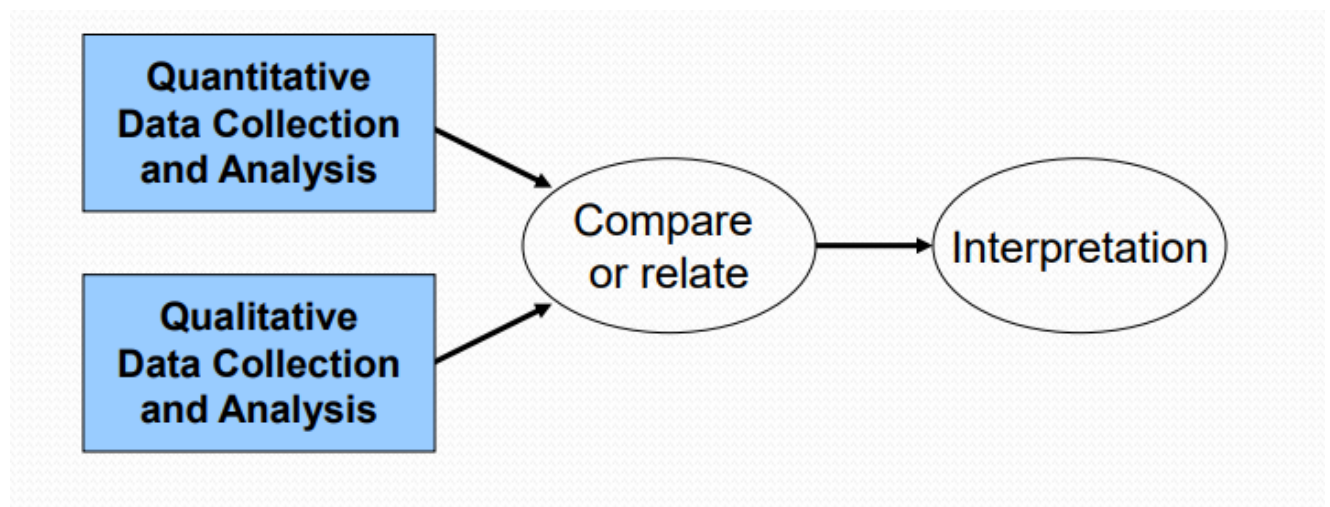 Quantitative
Data Collection
and Analysis
Qualitative
Data Collection
and Analysis
Compare
or relate
Interpretation